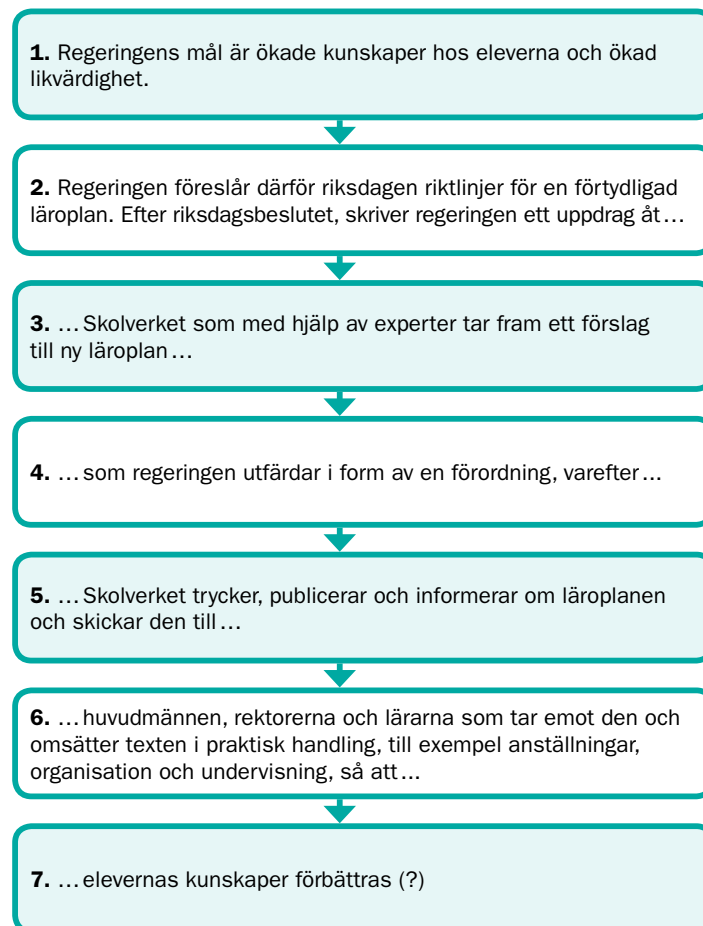 1. Regeringens mål är ökade kunskaper hos eleverna och ökad
likvärdighet.
2. Regeringen föreslår därför riksdagen riktlinjer för en förtydligad
läroplan. Efter riksdagsbeslutet, skriver regeringen ett uppdrag åt…
3. …Skolverket som med hjälp av experter tar fram ett förslag
till ny läroplan…
4. …som regeringen utfärdar i form av en förordning, varefter…
5. …Skolverket trycker, publicerar och informerar om läroplanen
och skickar den till…
6. …huvudmännen, rektorerna och lärarna som tar emot den och
omsätter texten i praktisk handling, till exempel anställningar,
organisation och undervisning, så att…
7. …elevernas kunskaper förbättras (?)